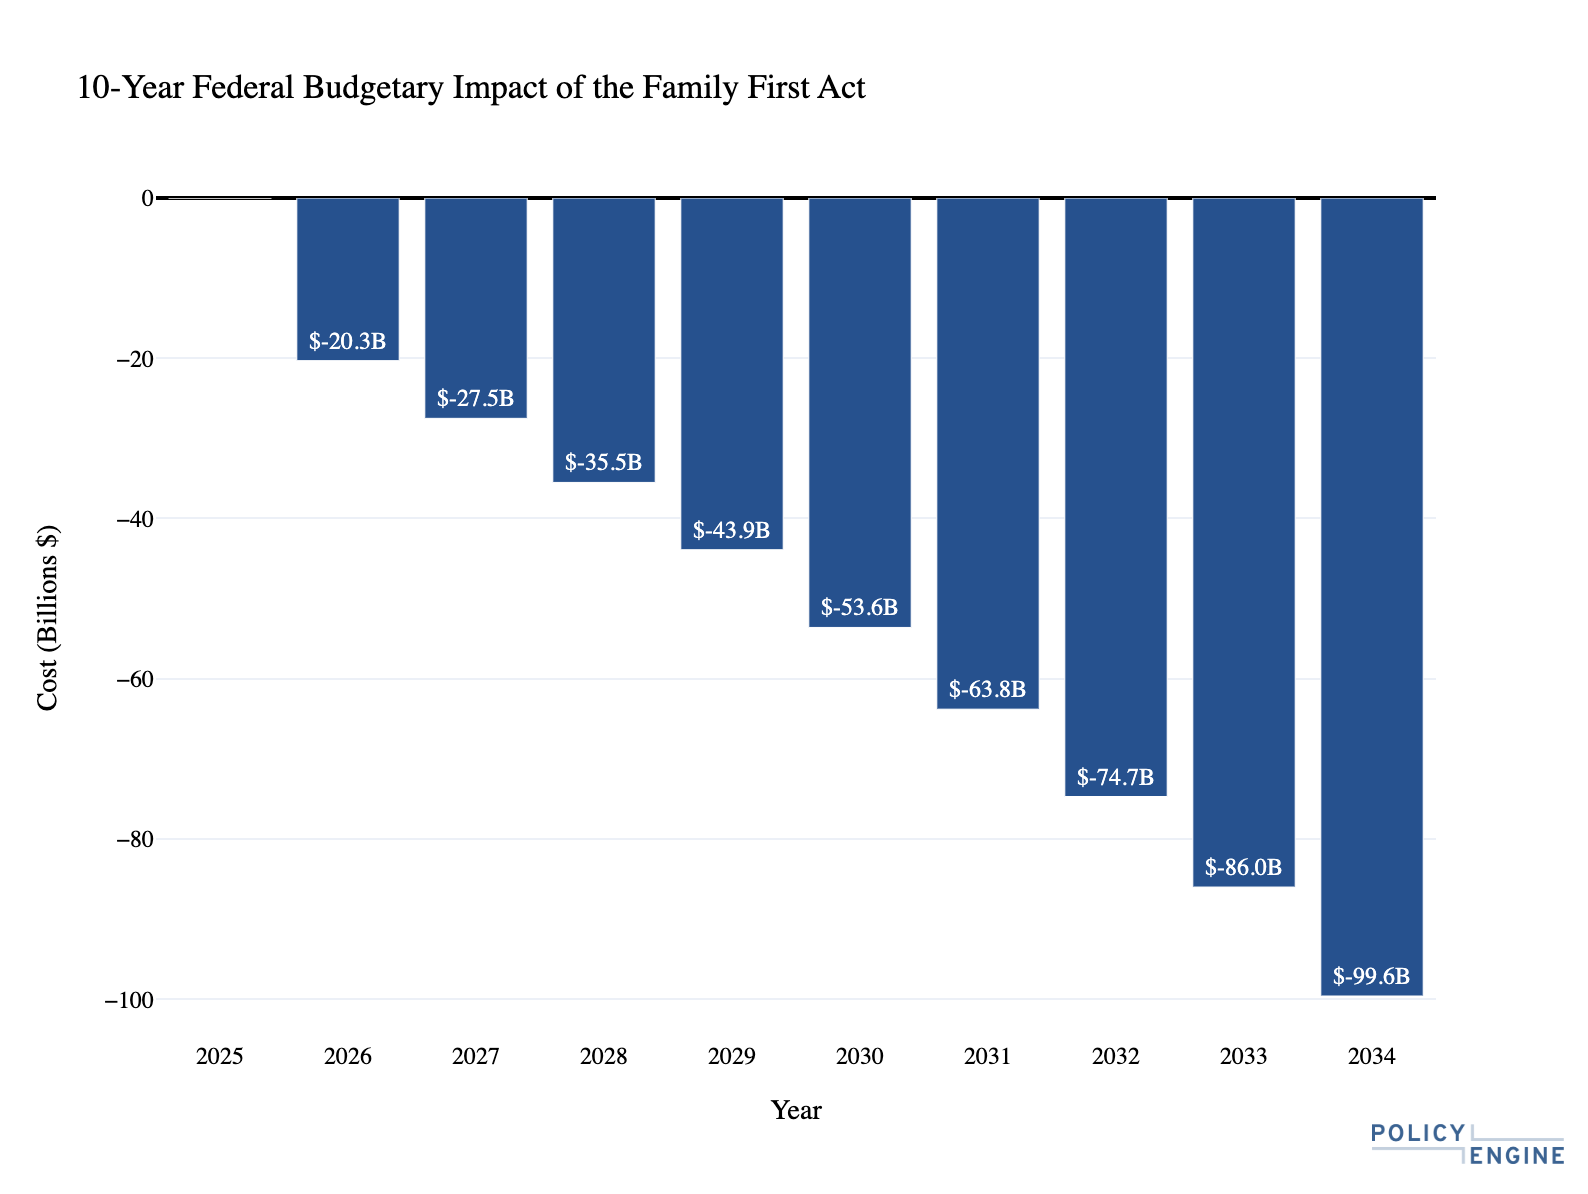 10-Year Federal Budgetary Impact of the Family First Act
0
−20
−40
−60
−80
−100
Cost (Billions $)
$-20.3B
$-27.5B
$-35.5B
$-43.9B
$-53.6B
$-63.8B
$-74.7B
$-86.0B
$-99.6B
2025 2026 2027 2028 2029 2030 2031 2032 2033 2034
Year
POLICY
ENGINE